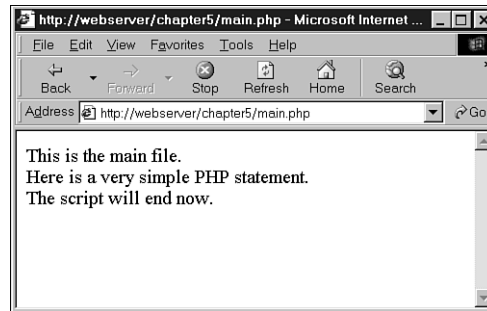 http://webserver/chapter5/main.php - Microsoft Internet ...
File Edit View Favorites Tools Help
Back Forward Stop Refresh Home Search
Address http://webserver/chapter5/main.php Go
This is the main file.
Here is a very simple PHP statement.
The script will end now.